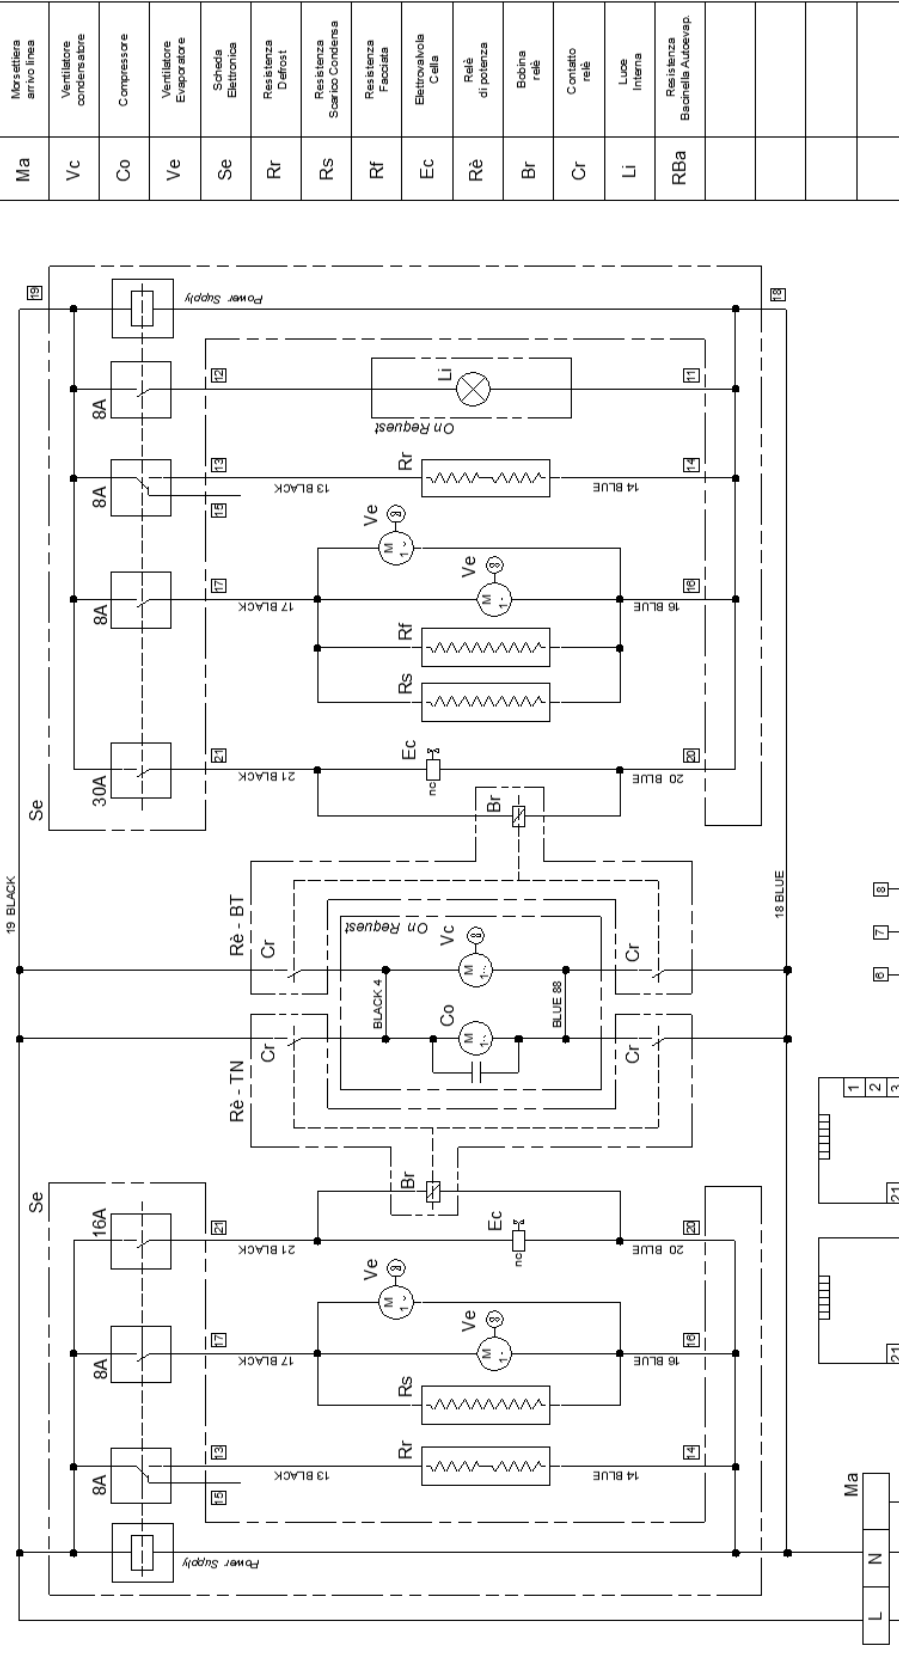 Morsettiera
arrivo linea
Ma
Ventilatore
condensatore
Vc
Compressore
Co
Ventilatore
Evaporatore
Ve
Scheda
Elettronica
Se
Resistenza
Defrost
Rr
Resistenza
Scarico Condensa
Rs
Resistenza
Facciata
Rf
Elettrovalvola
Cella
Ec
Relè
di potenza
Rè
Bobina
relè
Br
Contatto
relè
Cr
Luce
Interna
Li
Resistenza
Bacinella Autoevap.
RBa
19
Power Supply
18
8A
12
Li
On Request
11
8A
13
15
13 BLACK
Rr
14 BLUE
14
Ve
M
1~
8A
17
17 BLACK
Ve
M
1~
16 BLUE
16
Rf
Rs
30A
21
21 BLACK
Ec
nc
20 BLUE
20
Se
Br
19 BLACK
18 BLUE
Rè - BT
Cr
On Request
Vc
M
1~
Cr
BLACK 4
BLUE 88
Co
M
1~
Rè - TN
Cr
Cr
Br
8
7
6
1
2
3
21
21
Se
16A
21
21 BLACK
Ec
nc
20 BLUE
20
Ve
M
1~
8A
17
17 BLACK
Ve
M
1~
16 BLUE
16
Rs
8A
13
15
13 BLACK
Rr
14 BLUE
14
Power Supply
Ma
L
N